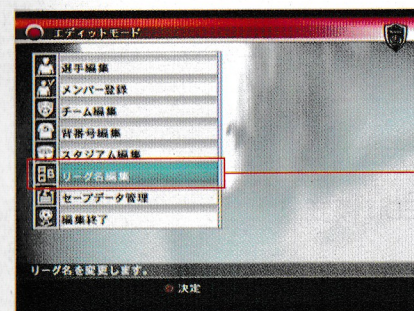 エディットモード
選手編集
メンバー登録
チーム編集
背番号編集
スタジアム編集
リーグ名編集
セーブデータ管理
編集終了
リーグ名を変更します。
決定